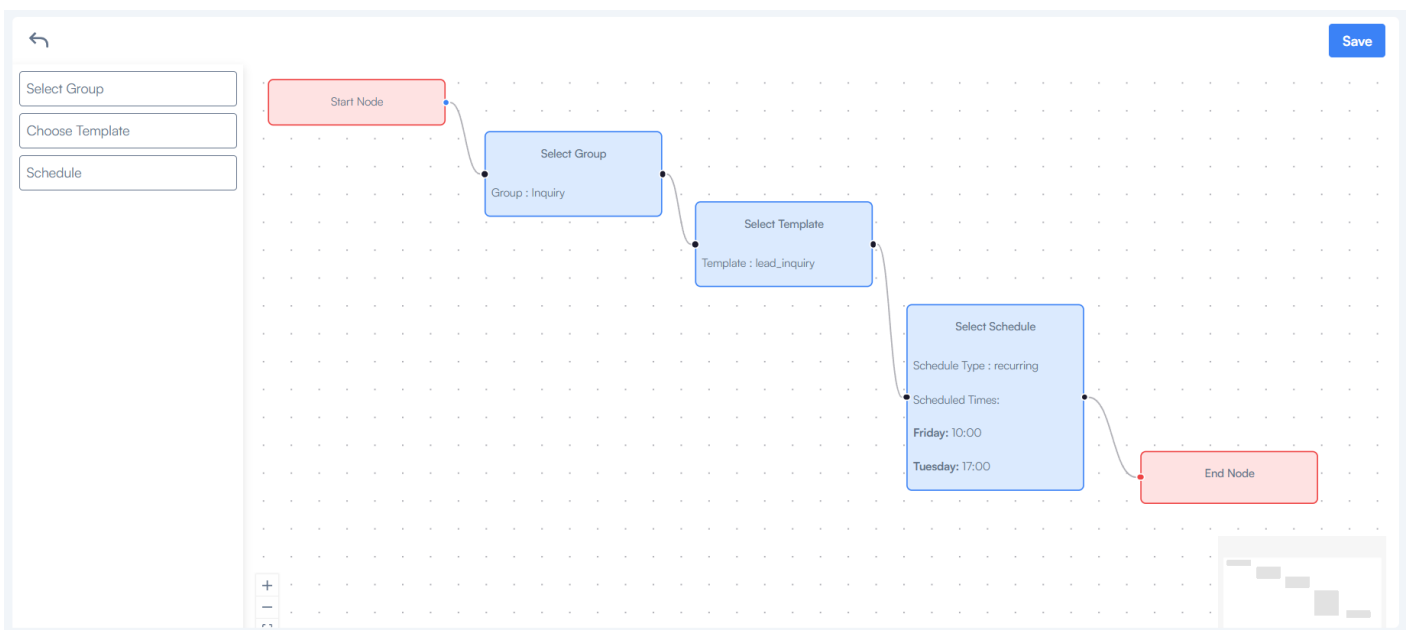 Save
Select Group
Choose Template
Schedule
Start Node
Select Group
Group : Inquiry
Select Template
Template : lead_inquiry
Select Schedule
Schedule Type : recurring
Scheduled Times:
Friday: 10:00
Tuesday: 17:00
End Node